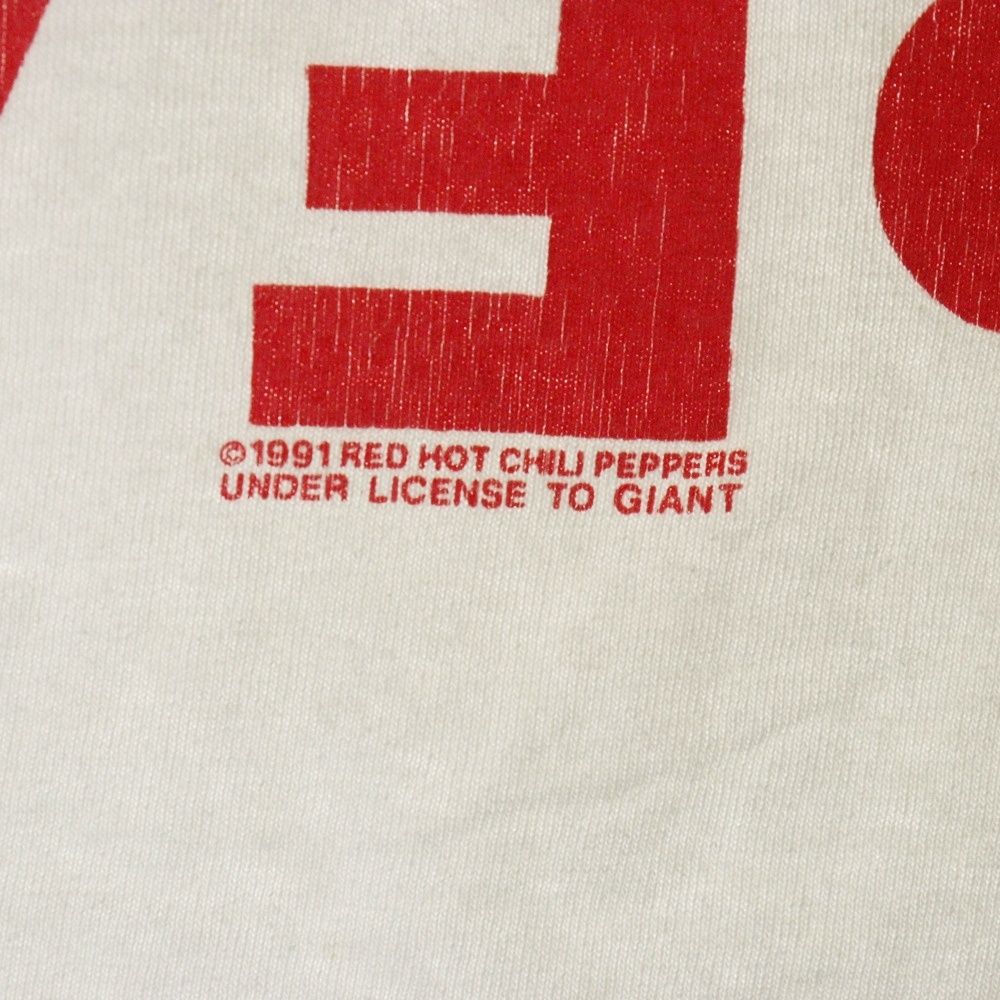 ©1991 RED HOT CHILI PEPPERS
UNDER LICENSE TO GIANT